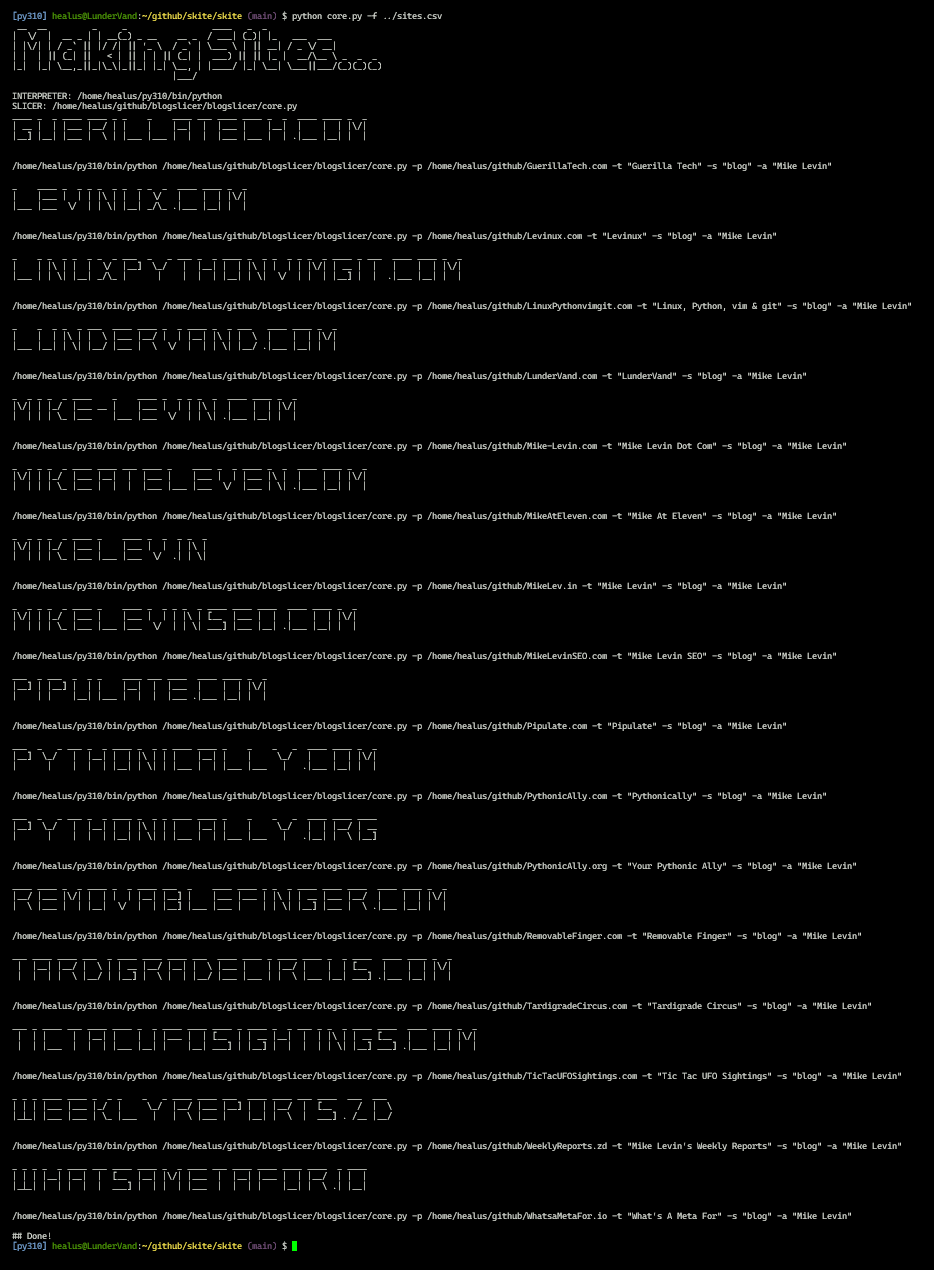 [py310] healus@LunderVand:~/github/skite/skite (main) $ python core.py -f ../sites.csv
Making Sites...
INTERPRETER: /home/healus/py310/bin/python
SLICER: /home/healus/github/blogslicer/blogslicer/core.py
GUERILLATECH.COM
/home/healus/py310/bin/python /home/healus/github/blogslicer/blogslicer/core.py -p /home/healus/github/GuerillaTech.com -t "Guerilla Tech" -s "blog" -a "Mike Levin"
LEVINUX.COM
/home/healus/py310/bin/python /home/healus/github/blogslicer/blogslicer/core.py -p /home/healus/github/Levinux.com -t "Levinux" -s "blog" -a "Mike Levin"
LINUXPYTHONVIMGIT.COM
/home/healus/py310/bin/python /home/healus/github/blogslicer/blogslicer/core.py -p /home/healus/github/LinuxPythonvimgit.com -t "Linux, Python, vim & git" -s "blog" -a "Mike Levin"
LUNDERVAND.COM
/home/healus/py310/bin/python /home/healus/github/blogslicer/blogslicer/core.py -p /home/healus/github/LunderVand.com -t "LunderVand" -s "blog" -a "Mike Levin"
MIKE-LEVIN.COM
/home/healus/py310/bin/python /home/healus/github/blogslicer/blogslicer/core.py -p /home/healus/github/Mike-Levin.com -t "Mike Levin Dot Com" -s "blog" -a "Mike Levin"
MIKEATELEVEN.COM
/home/healus/py310/bin/python /home/healus/github/blogslicer/blogslicer/core.py -p /home/healus/github/MikeAtEleven.com -t "Mike At Eleven" -s "blog" -a "Mike Levin"
MIKELEV.IN
/home/healus/py310/bin/python /home/healus/github/blogslicer/blogslicer/core.py -p /home/healus/github/MikeLev.in -t "Mike Levin" -s "blog" -a "Mike Levin"
MIKELEVINSEO.COM
/home/healus/py310/bin/python /home/healus/github/blogslicer/blogslicer/core.py -p /home/healus/github/MikeLevinSEO.com -t "Mike Levin SEO" -s "blog" -a "Mike Levin"
PIPULATE.COM
/home/healus/py310/bin/python /home/healus/github/blogslicer/blogslicer/core.py -p /home/healus/github/Pipulate.com -t "Pipulate" -s "blog" -a "Mike Levin"
PYTHONICALLY.COM
/home/healus/py310/bin/python /home/healus/github/blogslicer/blogslicer/core.py -p /home/healus/github/PythonicAlly.com -t "Pythonically" -s "blog" -a "Mike Levin"
PYTHONICALLY.ORG
/home/healus/py310/bin/python /home/healus/github/blogslicer/blogslicer/core.py -p /home/healus/github/PythonicAlly.org -t "Your Pythonic Ally" -s "blog" -a "Mike Levin"
REMOVABLEFINGER.COM
/home/healus/py310/bin/python /home/healus/github/blogslicer/blogslicer/core.py -p /home/healus/github/RemovableFinger.com -t "Removable Finger" -s "blog" -a "Mike Levin"
TARDIGRADECIRCUS.COM
/home/healus/py310/bin/python /home/healus/github/blogslicer/blogslicer/core.py -p /home/healus/github/TardigradeCircus.com -t "Tardigrade Circus" -s "blog" -a "Mike Levin"
TICTACUFOSIGHTINGS.COM
/home/healus/py310/bin/python /home/healus/github/blogslicer/blogslicer/core.py -p /home/healus/github/TicTacUFOSightings.com -t "Tic Tac UFO Sightings" -s "blog" -a "Mike Levin"
WEEKLYREPORTS.ZD
/home/healus/py310/bin/python /home/healus/github/blogslicer/blogslicer/core.py -p /home/healus/github/WeeklyReports.zd -t "Mike Levin's Weekly Reports" -s "blog" -a "Mike Levin"
WHATSAMETAFOR.IO
/home/healus/py310/bin/python /home/healus/github/blogslicer/blogslicer/core.py -p /home/healus/github/WhatsaMetaFor.io -t "What's A Meta For" -s "blog" -a "Mike Levin"
## Done!
[py310] healus@LunderVand:~/github/skite/skite (main) $